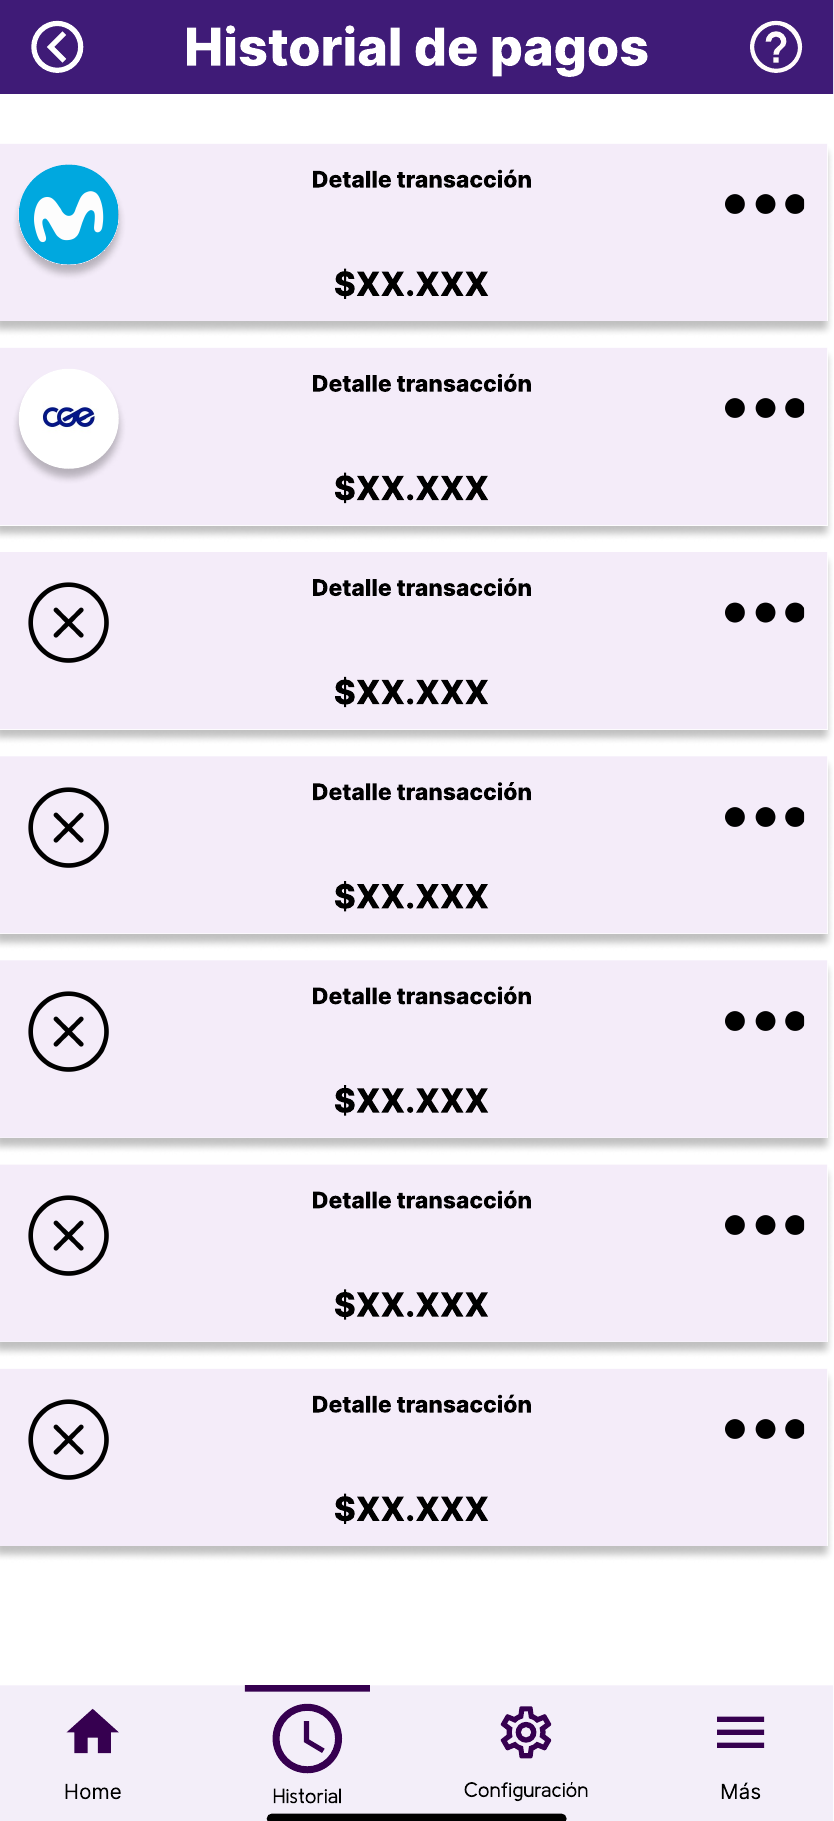 Historial de pagos
Detalle transacción
$XX.XXX
cge
Detalle transacción
$XX.XXX
Detalle transacción
$XX.XXX
Detalle transacción
$XX.XXX
Detalle transacción
$XX.XXX
Detalle transacción
$XX.XXX
Detalle transacción
$XX.XXX
Home
Historial
Configuración
Más